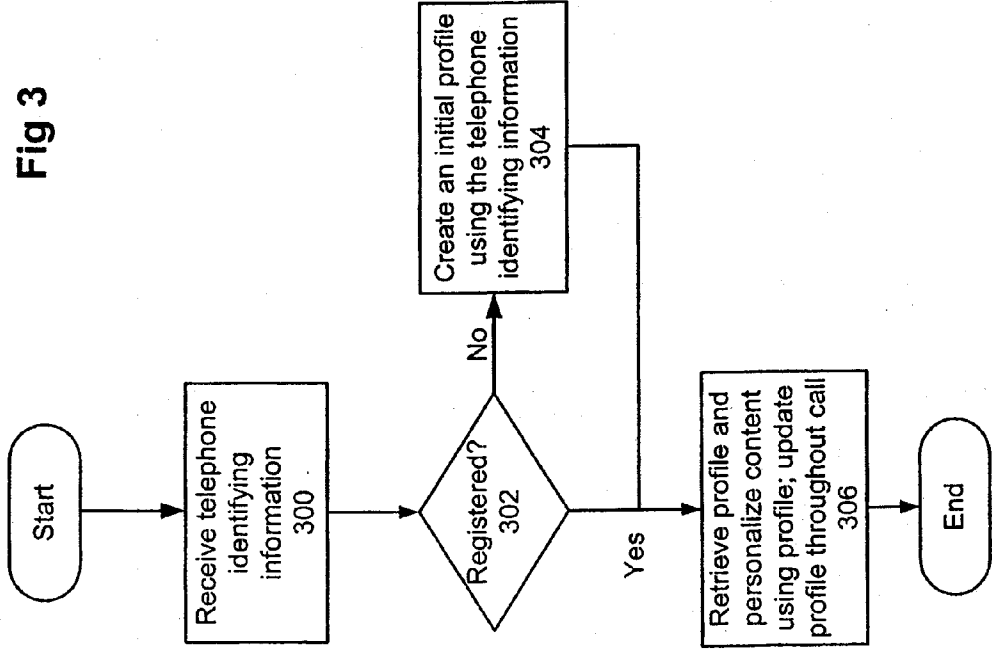 Fig 3
Start
Receive telephone
identifying
information
300
Registered?
302
No
Create an initial profile
using the telephone
identifying information
304
Yes
Retrieve profile and
personalize content
using profile; update
profile throughout call
306
End